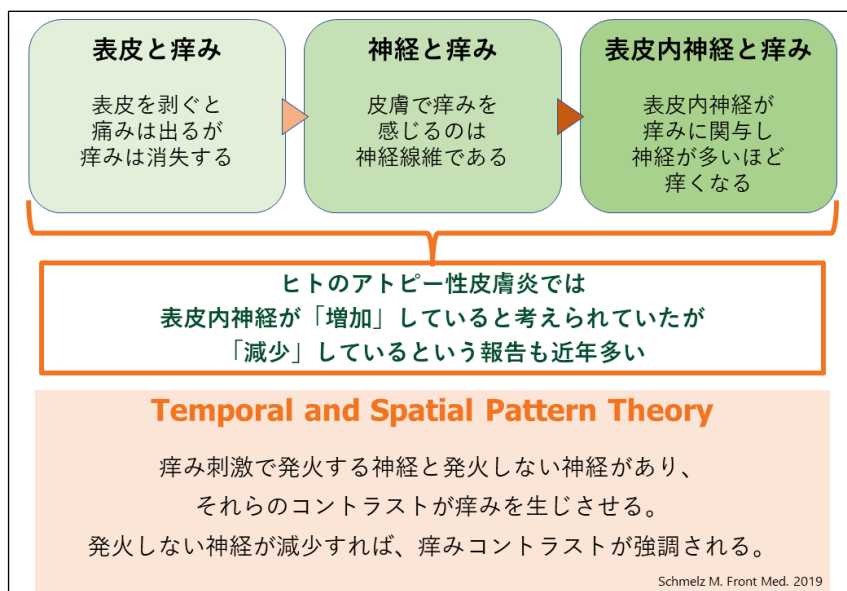 表皮と痒み
表皮を剥ぐと
痛みは出るが
痒みは消失する
神経と痒み
皮膚で痒みを
感じるのは
神経線維である
表皮内神経と痒み
表皮内神経が
痒みに関与し
神経が多いほど
痒くなる
ヒトのアトピー性皮膚炎では
表皮内神経が「増加」していると考えられていたが
「減少」しているという報告も近年多い
Temporal and Spatial Pattern Theory
痒み刺激で発火する神経と発火しない神経があり、
それらのコントラストが痒みを生じさせる。
発火しない神経が減少すれば、痒みコントラストが強調される。
Schmelz M. Front Med. 2019